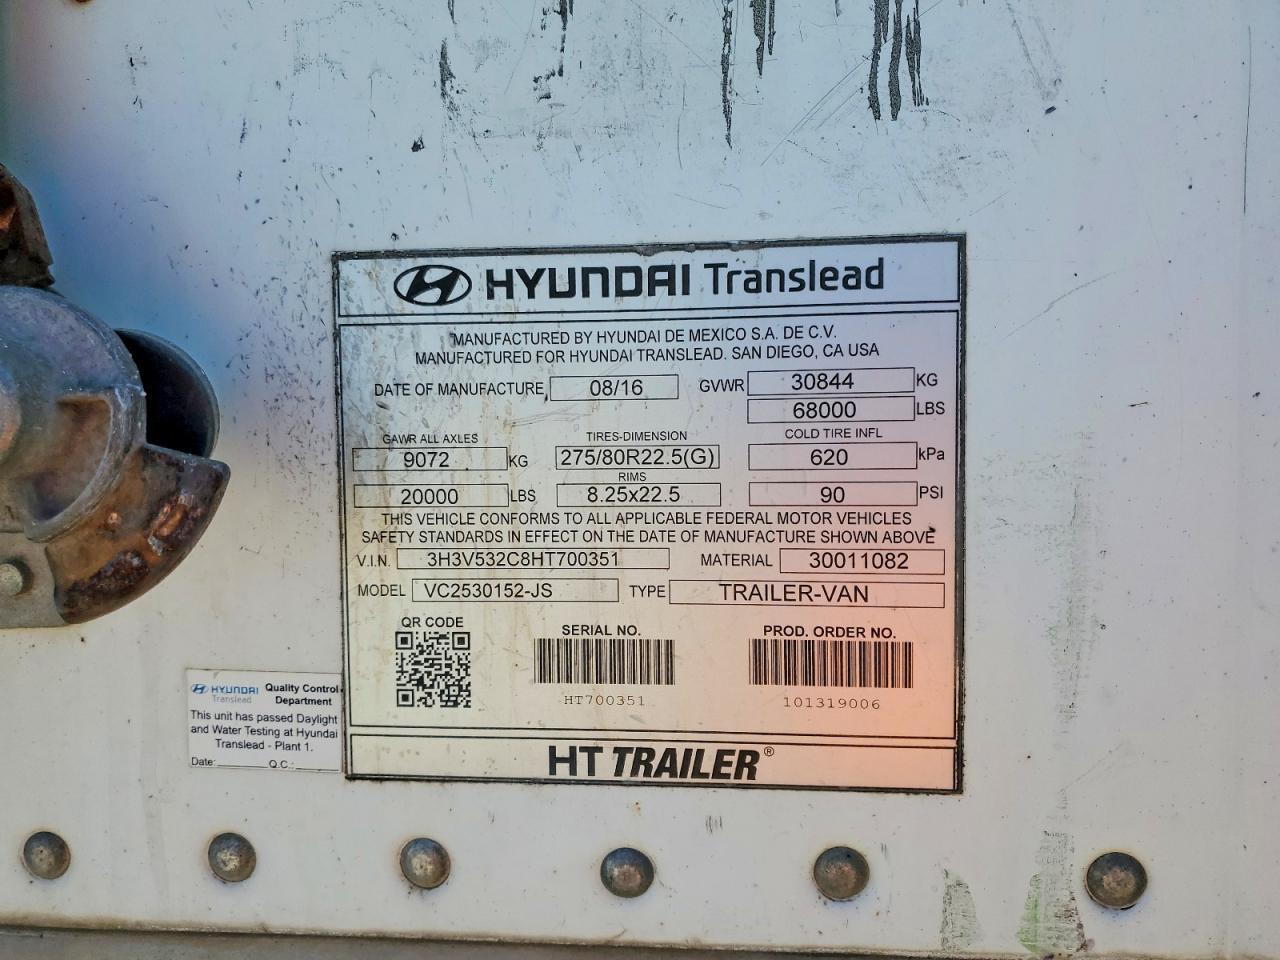 HYUNDAI Translead
MANUFACTURED BY HYUNDAI DE MEXICO S.A. DE C.V.
MANUFACTURED FOR HYUNDAI TRANSLEAD. SAN DIEGO, CA USA
DATE OF MANUFACTURE 08/16 GVWR 30844 KG
68000 LBS
GAWR ALL AXLES TIRES-DIMENSION COLD TIRE INFL
9072 KG 275/80R22.5(G) 620 kPa
RIMS
20000 LBS 8.25x22.5 90 PSI
THIS VEHICLE CONFORMS TO ALL APPLICABLE FEDERAL MOTOR VEHICLES
SAFETY STANDARDS IN EFFECT ON THE DATE OF MANUFACTURE SHOWN ABOVE
V.I.N. 3H3V532C8HT700351 MATERIAL 30011082
MODEL VC2530152-JS TYPE TRAILER-VAN
QR CODE SERIAL NO. PROD. ORDER NO.
HT700351 101319006
HT TRAILER®
HYUNDAI Translead Quality Control Department
This unit has passed Daylight
and Water Testing at Hyundai
Translead - Plant 1.
Date: Q.C.: